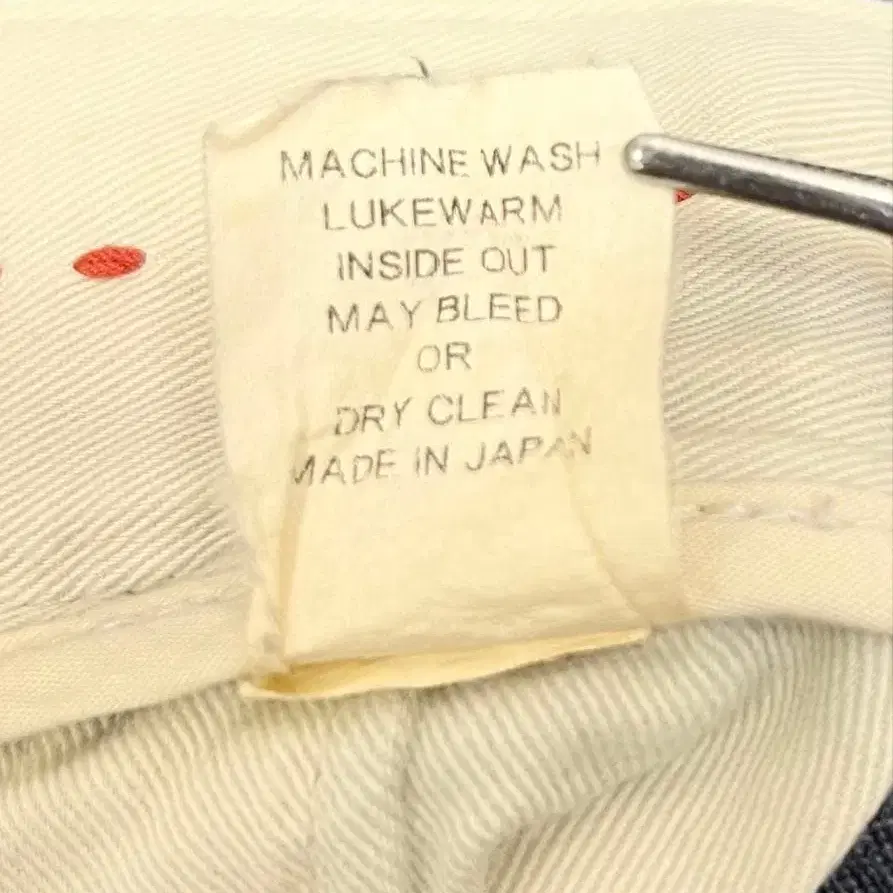 MACHINE WASH
LUKEWARM
INSIDE OUT
MAY BLEED
OR
DRY CLEAN
MADE IN JAPAN